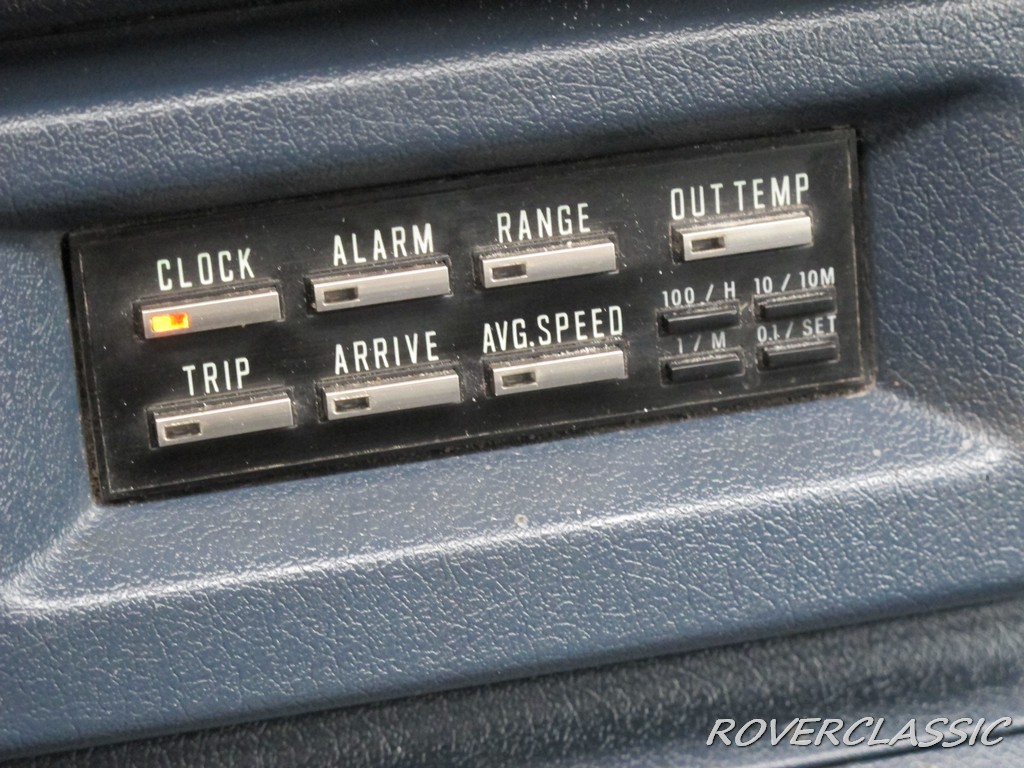 CLOCK ALARM RANGE OUT TEMP
100 / H 10 / 10M
TRIP ARRIVE AVG.SPEED 1 / M 0.1 / SET
ROVERCLASSIC